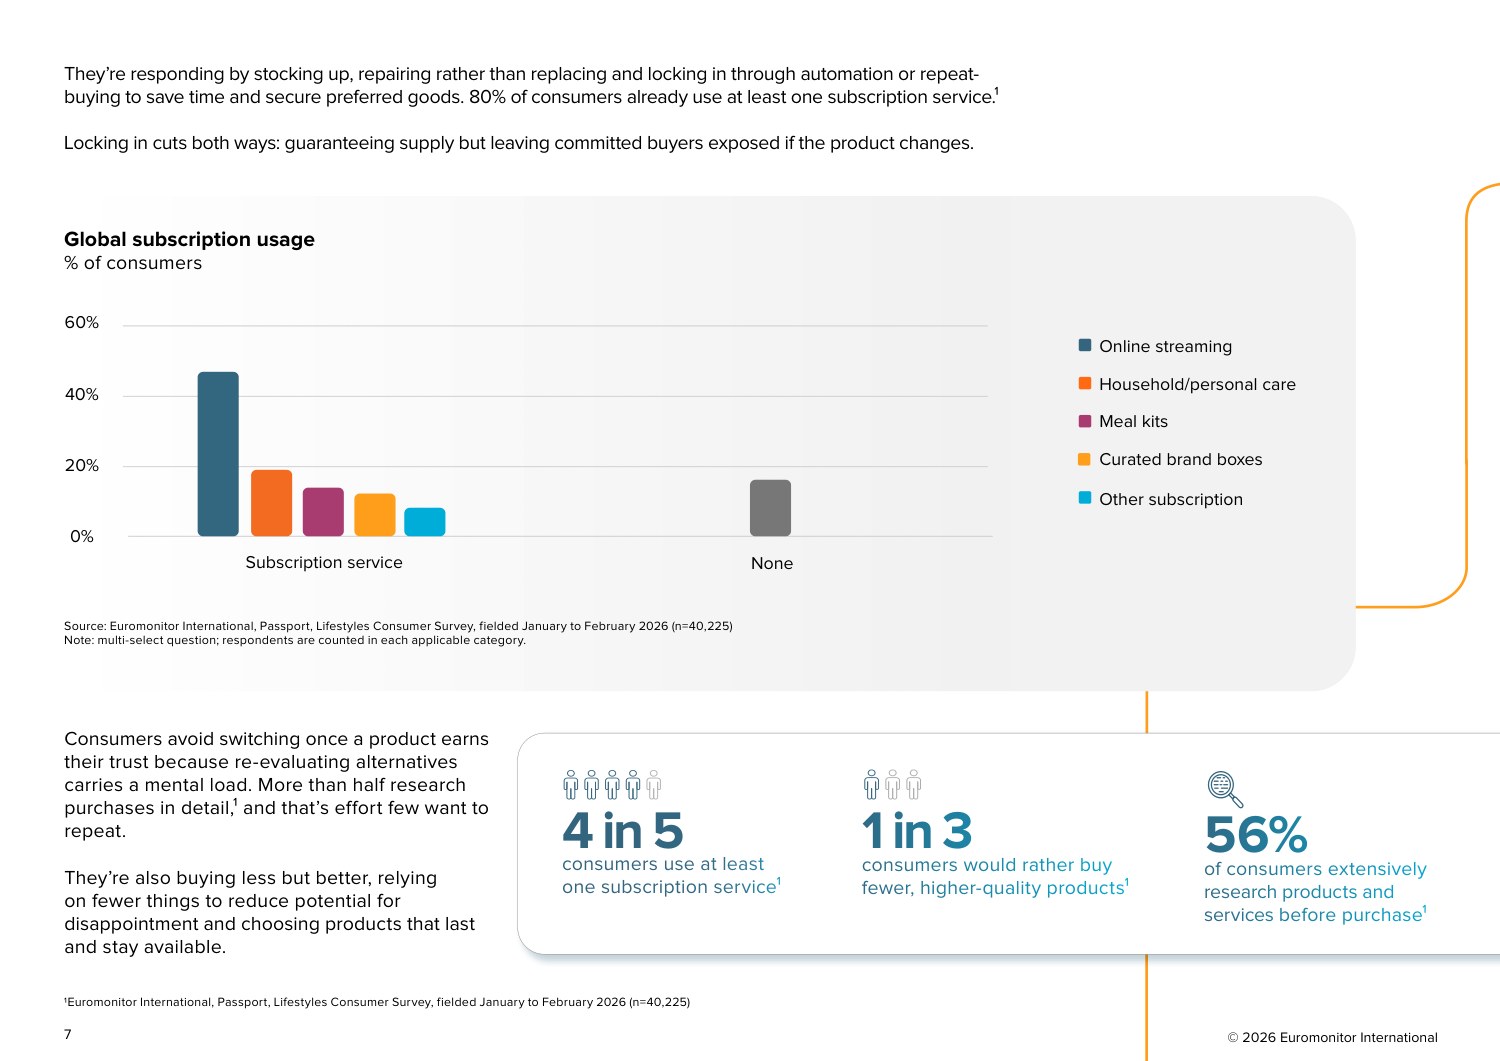 They’re responding by stocking up, repairing rather than replacing and locking in through automation or repeat-
buying to save time and secure preferred goods. 80% of consumers already use at least one subscription service.¹
Locking in cuts both ways: guaranteeing supply but leaving committed buyers exposed if the product changes.
Global subscription usage
% of consumers
60%
40%
20%
0%
Subscription service
None
Online streaming
Household/personal care
Meal kits
Curated brand boxes
Other subscription
Source: Euromonitor International, Passport, Lifestyles Consumer Survey, fielded January to February 2026 (n=40,225)
Note: multi-select question; respondents are counted in each applicable category.
Consumers avoid switching once a product earns
their trust because re-evaluating alternatives
carries a mental load. More than half research
purchases in detail,¹ and that’s effort few want to
repeat.
They’re also buying less but better, relying
on fewer things to reduce potential for
disappointment and choosing products that last
and stay available.
4 in 5
consumers use at least
one subscription service¹
1 in 3
consumers would rather buy
fewer, higher-quality products¹
56%
of consumers extensively
research products and
services before purchase¹
¹Euromonitor International, Passport, Lifestyles Consumer Survey, fielded January to February 2026 (n=40,225)
7
© 2026 Euromonitor International